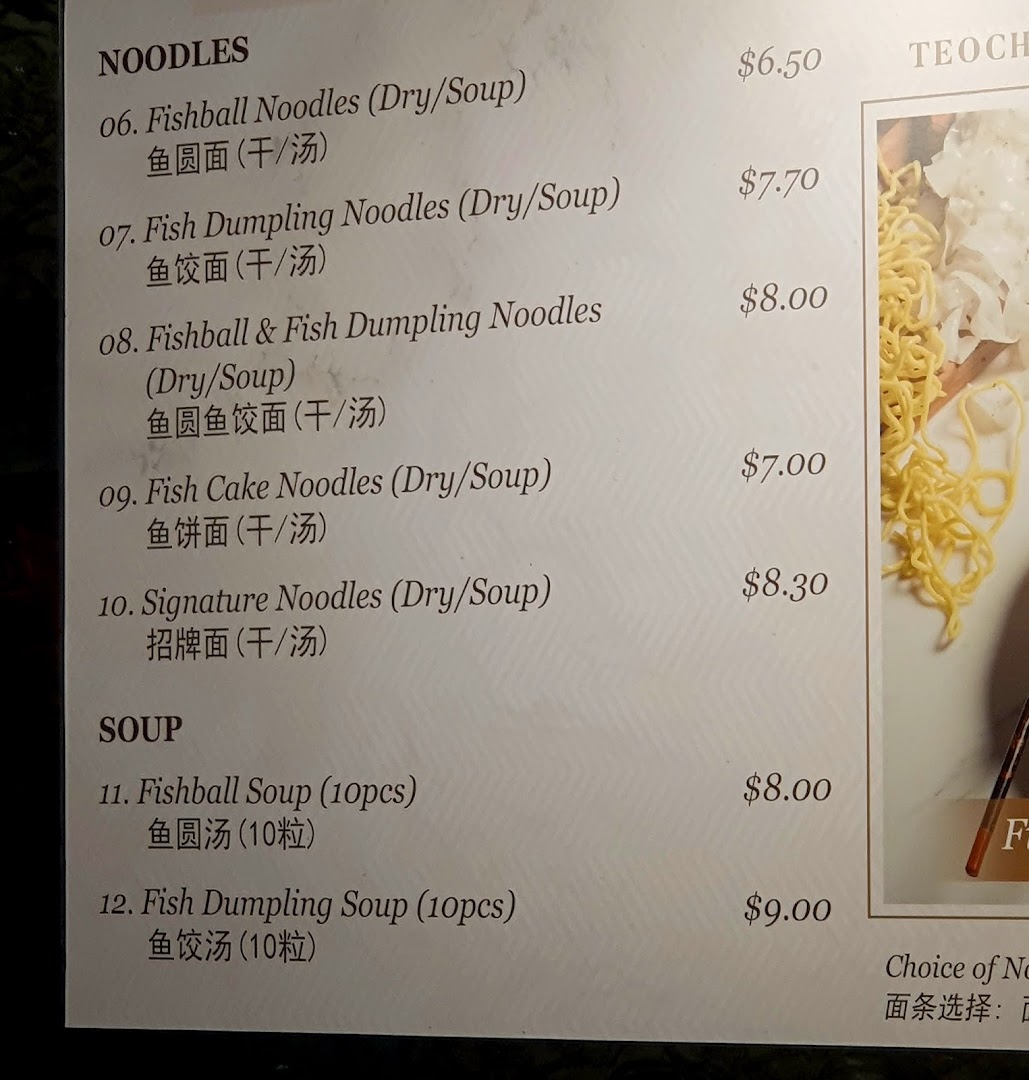 NOODLES
06. Fishball Noodles (Dry/Soup) $6.50
鱼圆面(干/汤)
07. Fish Dumpling Noodles (Dry/Soup) $7.70
鱼饺面(干/汤)
08. Fishball & Fish Dumpling Noodles $8.00
(Dry/Soup)
鱼圆鱼饺面(干/汤)
09. Fish Cake Noodles (Dry/Soup) $7.00
鱼饼面(干/汤)
10. Signature Noodles (Dry/Soup) $8.30
招牌面(干/汤)
SOUP
11. Fishball Soup (10pcs) $8.00
鱼圆汤(10粒)
12. Fish Dumpling Soup (10pcs) $9.00
鱼饺汤(10粒)
TEOCH
Choice of
面条选择: